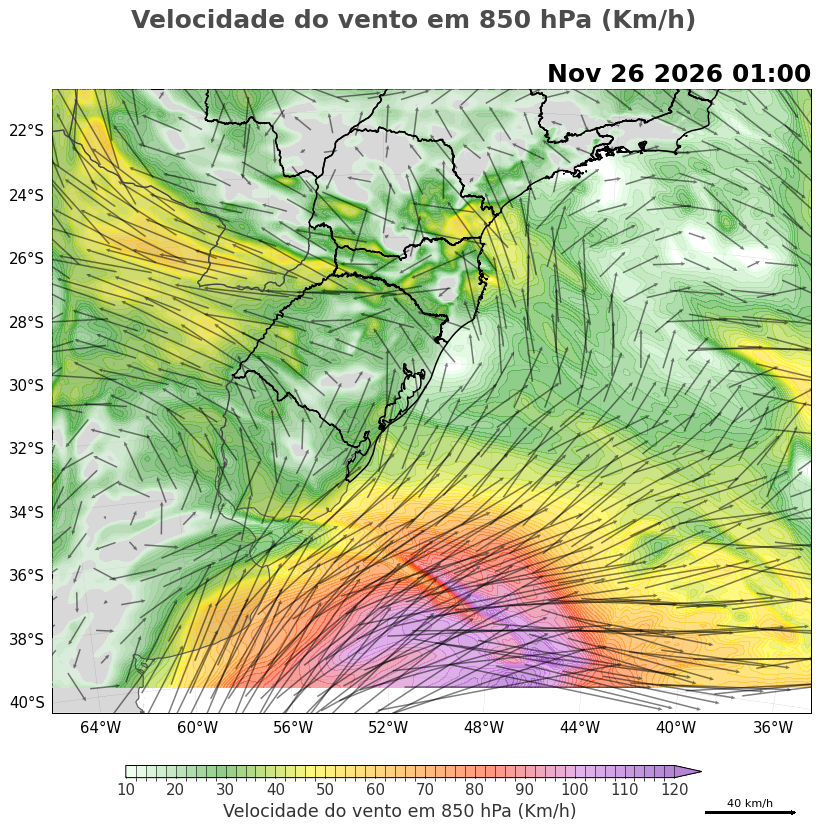 Velocidade do vento em 850 hPa (Km/h)
Nov 26 2026 01:00
22°S
24°S
26°S
28°S
30°S
32°S
34°S
36°S
38°S
40°S
64°W 60°W 56°W 52°W 48°W 44°W 40°W 36°W
10 20 30 40 50 60 70 80 90 100 110 120
Velocidade do vento em 850 hPa (Km/h)
40 km/h